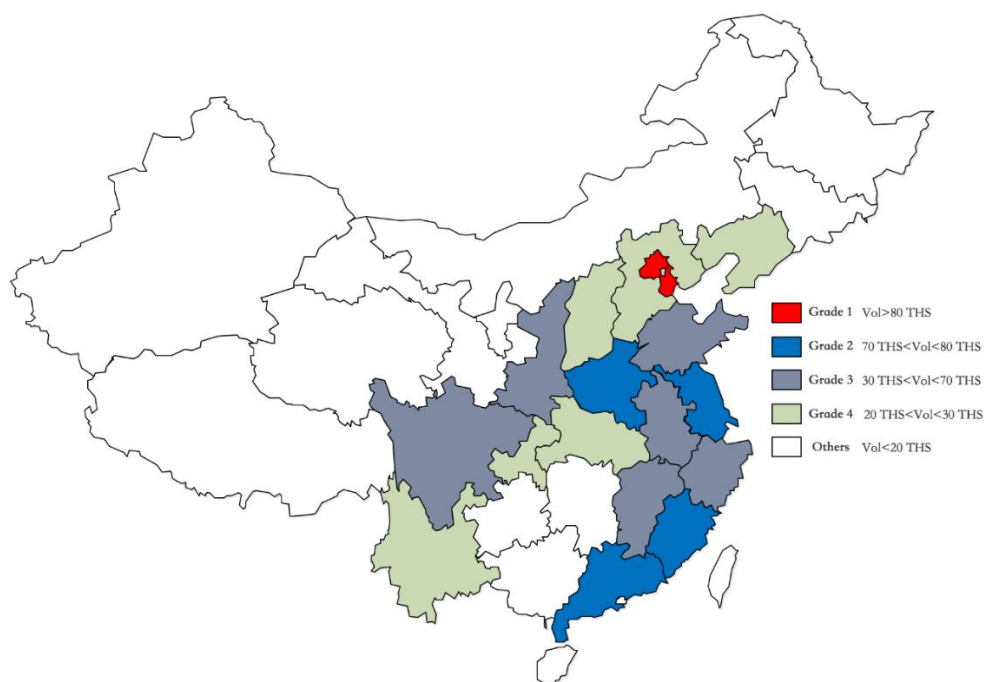 Grade 1 Vol>80 THS
Grade 2 70 THS<Vol<80 THS
Grade 3 30 THS<Vol<70 THS
Grade 4 20 THS<Vol<30 THS
Others Vol<20 THS